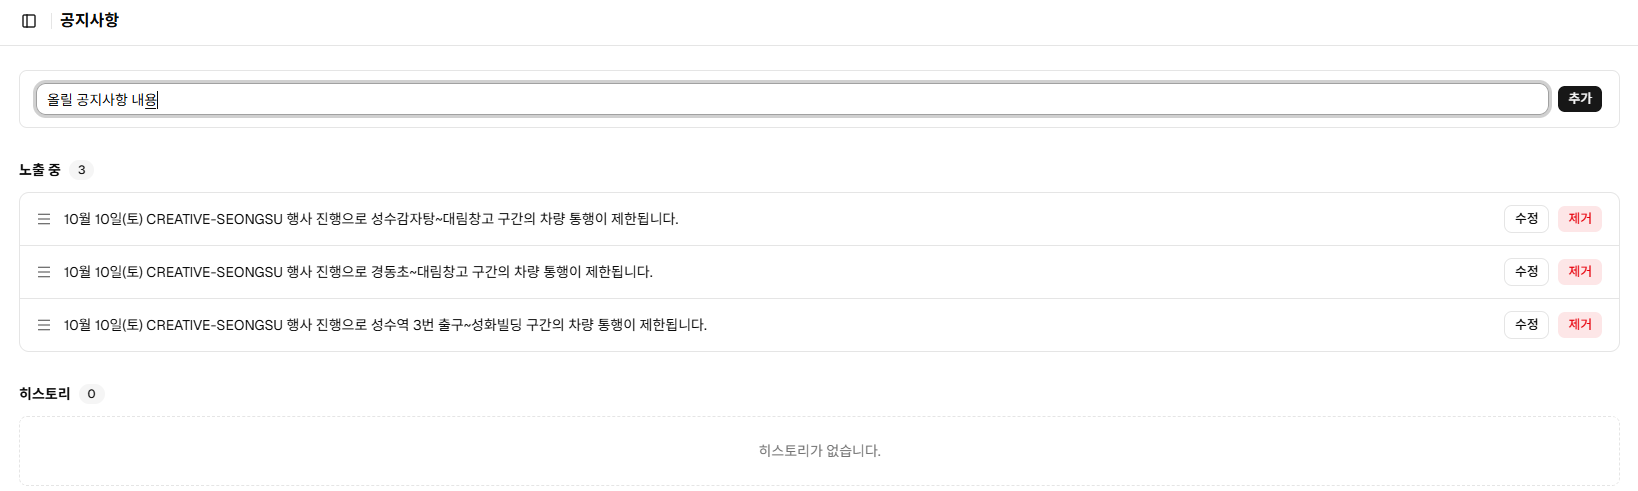 공지사항
올릴 공지사항 내용
추가
노출 중 3
10월 10일(토) CREATIVE-SEONGSU 행사 진행으로 성수감자탕~대림창고 구간의 차량 통행이 제한됩니다. 수정 제거
10월 10일(토) CREATIVE-SEONGSU 행사 진행으로 경동초~대림창고 구간의 차량 통행이 제한됩니다. 수정 제거
10월 10일(토) CREATIVE-SEONGSU 행사 진행으로 성수역 3번 출구~성화빌딩 구간의 차량 통행이 제한됩니다. 수정 제거
히스토리 0
히스토리가 없습니다.